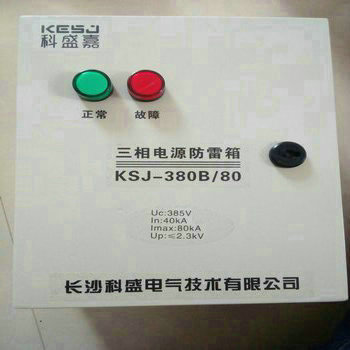 KESJ
科盛嘉
正常 故障
三相电源防雷箱
KSJ-380B/80
Uc:385V
In:40kA
Imax:80kA
Up:≤2.3kV
长沙科盛电气技术有限公司